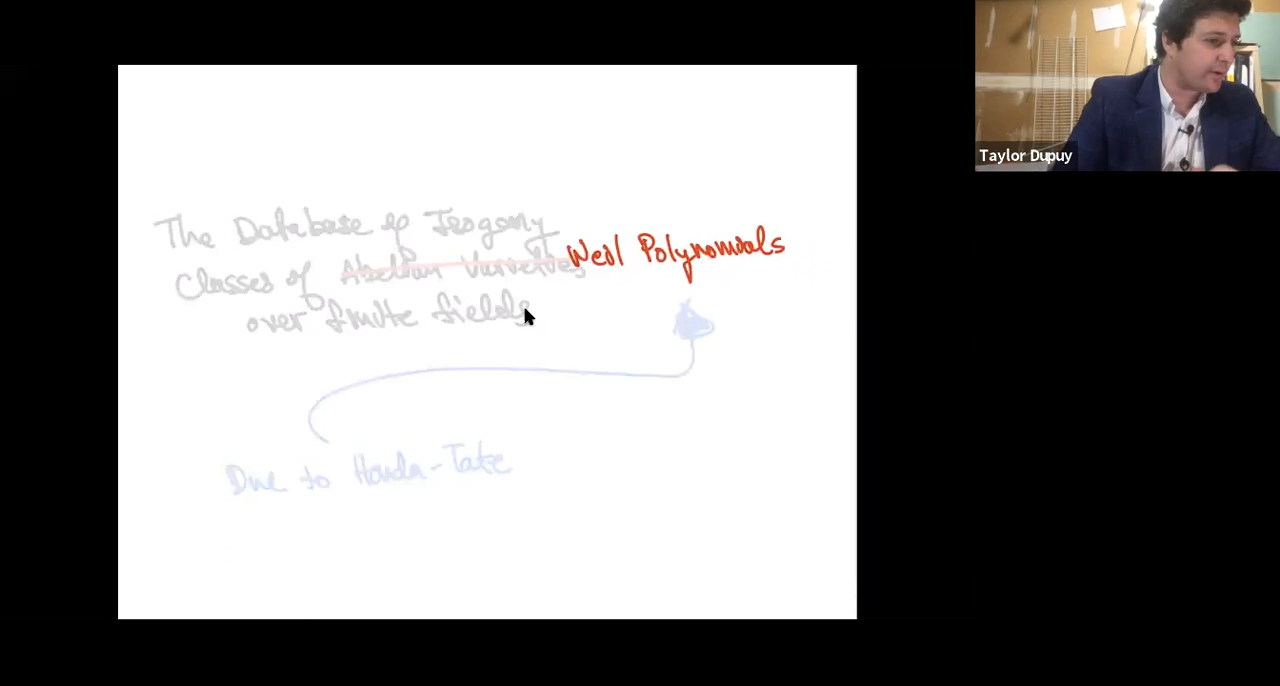 The Database of Isogeny
Classes of Abelian Varieties Weil Polynomials
over finite fields
Due to Honda-Tate
Taylor Dupuy